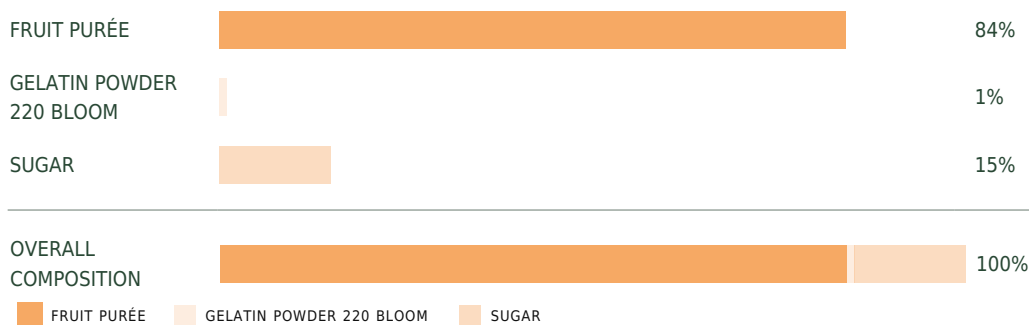 FRUIT PURÉE 84%
GELATIN POWDER
220 BLOOM 1%
SUGAR 15%
OVERALL
COMPOSITION 100%
FRUIT PURÉE GELATIN POWDER 220 BLOOM SUGAR